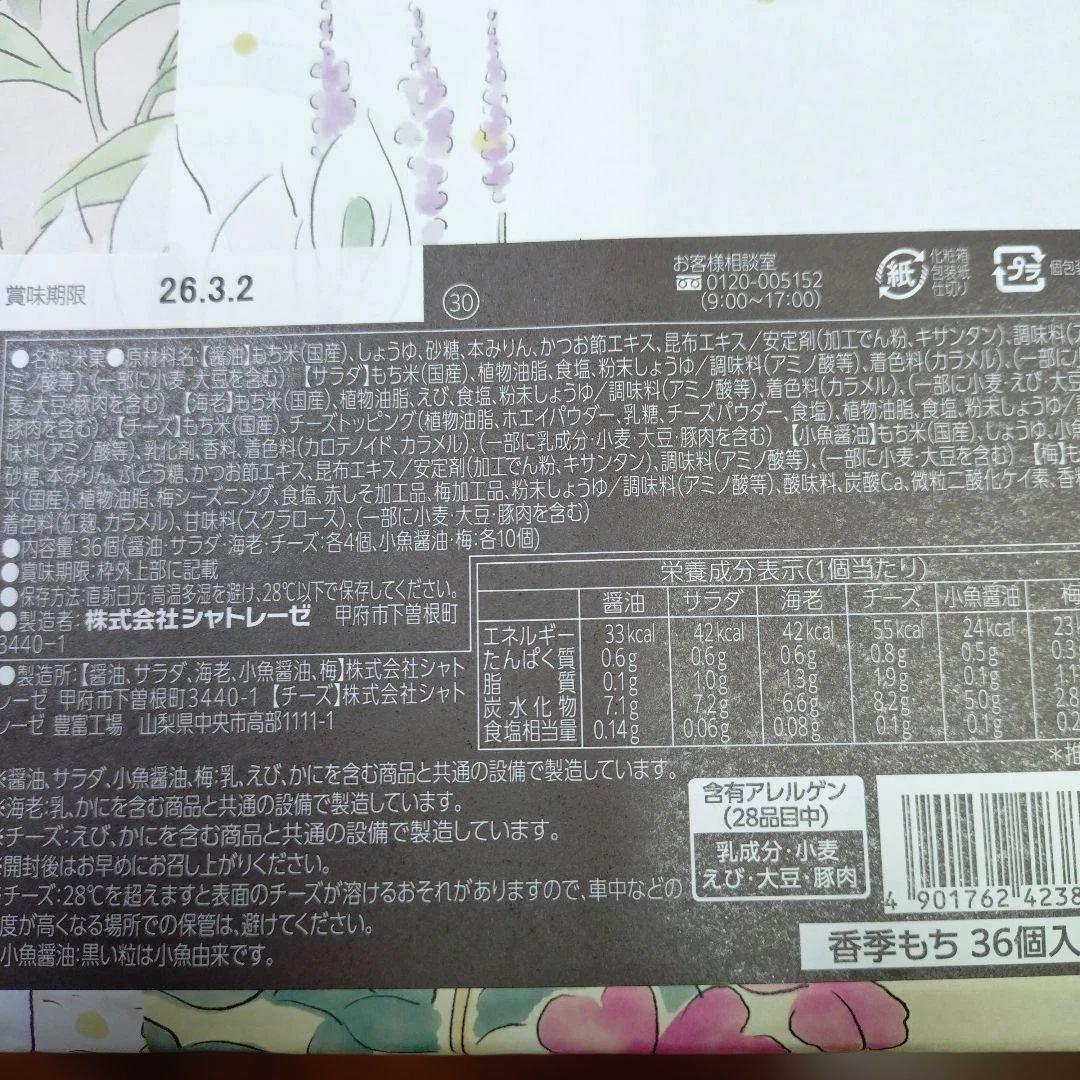 賞味期限 26.3.2
30
お客様相談室
0120-005152
(9:00~17:00)
紙
化粧箱
包装紙
仕切り
プラ
個包装
●名称:米菓●原材料名:【醤油】もち米(国産)、しょうゆ、砂糖、本みりん、かつお節エキス、昆布エキス/安定剤(加工でん粉、キサンタン)、調味料(ア
ミノ酸等)、(一部に小麦・大豆を含む)【サラダ】もち米(国産)、植物油脂、食塩、粉末しょうゆ/調味料(アミノ酸等)、着色料(カラメル)、(一部に小
麦・大豆・豚肉を含む)【海老】もち米(国産)、植物油脂、えび、食塩、粉末しょうゆ/調味料(アミノ酸等)、着色料(カラメル)、(一部に小麦・えび・大豆
豚肉を含む)【チーズ】もち米(国産)、チーズトッピング(植物油脂、ホエイパウダー、乳糖、チーズパウダー、食塩)、植物油脂、食塩、粉末しょうゆ/調
味料(アミノ酸等)、乳化剤、香料、着色料(カロテノイド、カラメル)、(一部に乳成分・小麦・大豆・豚肉を含む)【小魚醤油】もち米(国産)、しょうゆ、小魚
砂糖、本みりん、ぶどう糖、かつお節エキス、昆布エキス/安定剤(加工でん粉、キサンタン)、調味料(アミノ酸等)、(一部に小麦・大豆を含む)【梅】も
米(国産)、植物油脂、梅シーズニング、食塩、赤しそ加工品、梅加工品、粉末しょうゆ/調味料(アミノ酸等)、酸味料、炭酸Ca、微粒二酸化ケイ素、香料
着色料(紅麹、カラメル)、甘味料(スクラロース)、(一部に小麦・大豆・豚肉を含む)
●内容量:36個(醤油・サラダ・海老・チーズ:各4個、小魚醤油・梅:各10個)
●賞味期限:枠外上部に記載
●保存方法:直射日光・高温多湿を避け、28℃以下で保存してください。
●製造者:株式会社シャトレーゼ 甲府市下曽根町
3440-1
●製造所:【醤油、サラダ、海老、小魚醤油、梅】株式会社シャト
レーゼ 甲府市下曽根町3440-1【チーズ】株式会社シャト
レーゼ 豊富工場 山梨県中央市高部1111-1
栄養成分表示(1個当たり)
醤油 サラダ 海老 チーズ 小魚醤油 梅
エネルギー 33kcal 42kcal 42kcal 55kcal 24kcal 23
たんぱく質 0.6g 0.6g 0.6g 0.8g 0.5g 0.3
脂質 0.1g 1.0g 1.3g 1.9g 0.1g 1.1
炭水化物 7.1g 7.2g 6.6g 8.2g 5.0g 2.8
食塩相当量 0.14g 0.06g 0.08g 0.1g 0.1g 0.2
*推
※醤油、サラダ、小魚醤油、梅:乳、えび、かにを含む商品と共通の設備で製造しています。
※海老:乳、かにを含む商品と共通の設備で製造しています。
※チーズ:えび、かにを含む商品と共通の設備で製造しています。
※開封後はお早めにお召し上がりください。
※チーズ:28℃を超えますと表面のチーズが溶けるおそれがありますので、車中などの
度が高くなる場所での保管は、避けてください。
小魚醤油:黒い粒は小魚由来です。
含有アレルゲン
(28品目中)
乳成分・小麦
えび・大豆・豚肉
4 901762 4238
香季もち 36個入